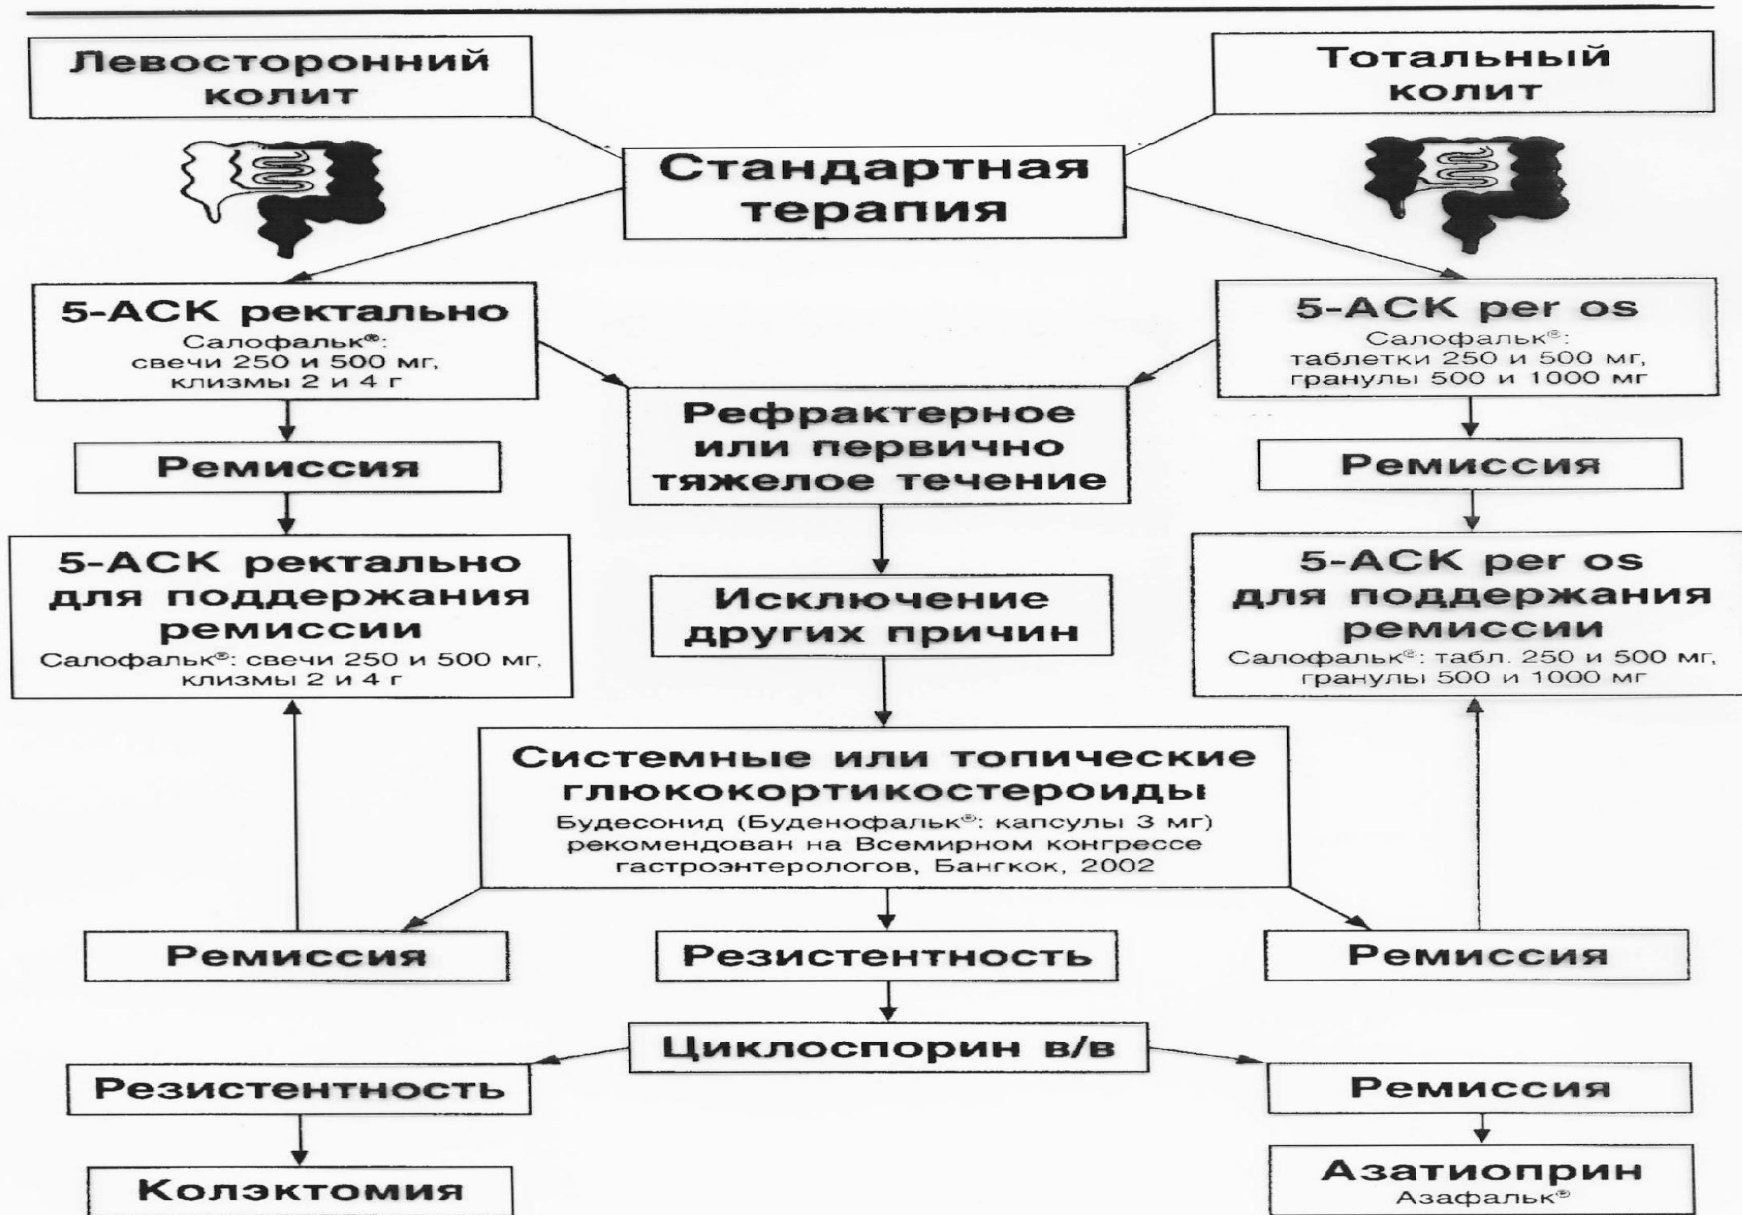 Левосторонний
колит
Тотальный
колит
Стандартная
терапия
5-АСК ректально
Салофальк®:
свечи 250 и 500 мг,
клизмы 2 и 4 г
5-АСК per os
Салофальк®:
таблетки 250 и 500 мг,
гранулы 500 и 1000 мг
Рефрактерное
или первично
тяжелое течение
Ремиссия
Ремиссия
5-АСК ректально
для поддержания
ремиссии
Салофальк®: свечи 250 и 500 мг,
клизмы 2 и 4 г
Исключение
других причин
5-АСК per os
для поддержания
ремиссии
Салофальк®: табл. 250 и 500 мг,
гранулы 500 и 1000 мг
Системные или топические
глюкокортикостероиды
Будесонид (Буденофальк®: капсулы 3 мг)
рекомендован на Всемирном конгрессе
гастроэнтерологов, Бангкок, 2002
Ремиссия
Резистентность
Ремиссия
Циклоспорин в/в
Резистентность
Ремиссия
Колэктомия
Азатиоприн
Азафальк®